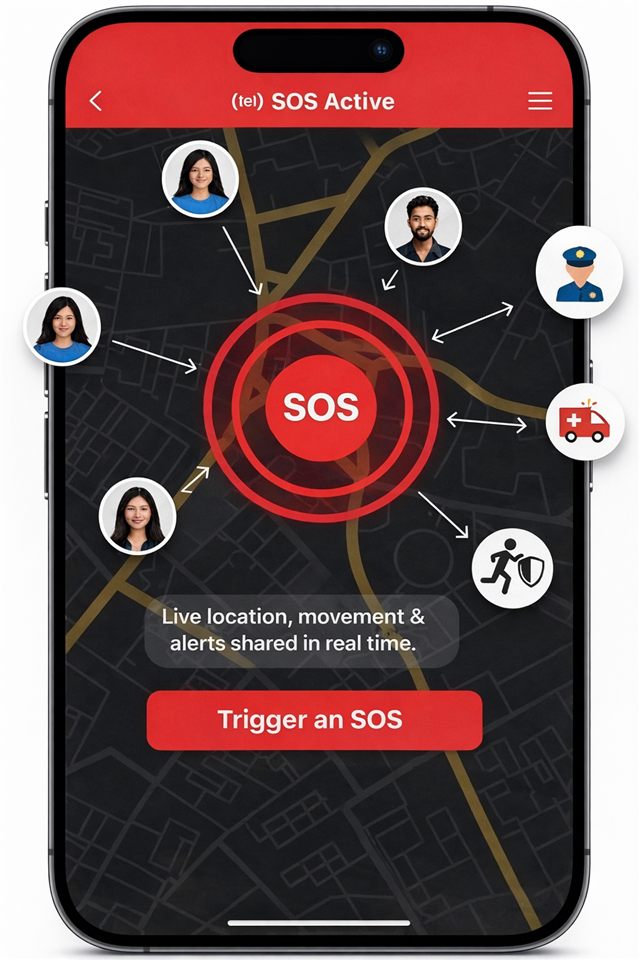 (tel) SOS Active
SOS
Live location, movement &
alerts shared in real time.
Trigger an SOS